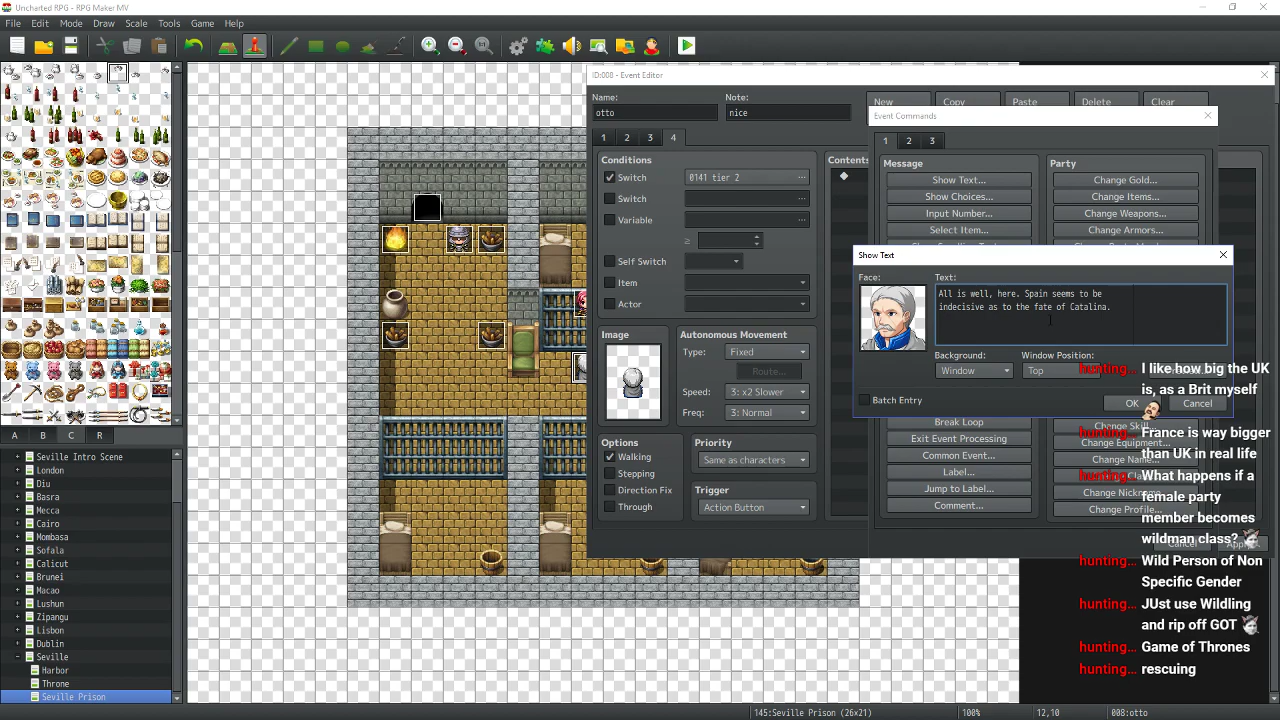 Uncharted RPG - RPG Maker MV
File Edit Mode Draw Scale Tools Game Help
ID:008 - Event Editor
Name: Note:
otto nice
New Copy Paste Delete Clear
Event Commands
1 2 3 4
1 2 3
Conditions
Contents
Switch 0141 tier 2 ...
Switch ...
Variable ...
≥
Self Switch
Item ...
Actor ...
Message Party
Show Text... Change Gold...
Show Choices... Change Items...
Input Number... Change Weapons...
Select Item... Change Armors...
Show Text
Face: Text:
All is well, here. Spain seems to be
indecisive as to the fate of Catalina.
Background: Window Position:
Window Top
Batch Entry
OK Cancel
Image
Autonomous Movement
Type: Fixed
Route...
Speed: 3: x2 Slower
Freq: 3: Normal
Options
Walking
Stepping
Direction Fix
Through
Priority
Same as characters
Trigger
Action Button
Break Loop
Exit Event Processing
Common Event...
Label...
Jump to Label...
Comment...
Change Skill...
Change Equipment...
Change Name...
Change Nickname...
Change Profile...
Cancel
hunting... I like how big the UK
is, as a Brit myself
hunting... France is way bigger
than UK in real life
hunting... What happens if a
female party
member becomes
wildman class?
hunting... Wild Person of Non
Specific Gender
hunting... JUst use Wildling
and rip off GOT
hunting... Game of Thrones
hunting... rescuing
A B C R
Seville Intro Scene
London
Diu
Basra
Mecca
Cairo
Mombasa
Sofala
Calicut
Brunei
Macao
Lushun
Zipangu
Lisbon
Dublin
Seville
Harbor
Throne
Seville Prison
145:Seville Prison (26x21) 100% 12,10 008:otto